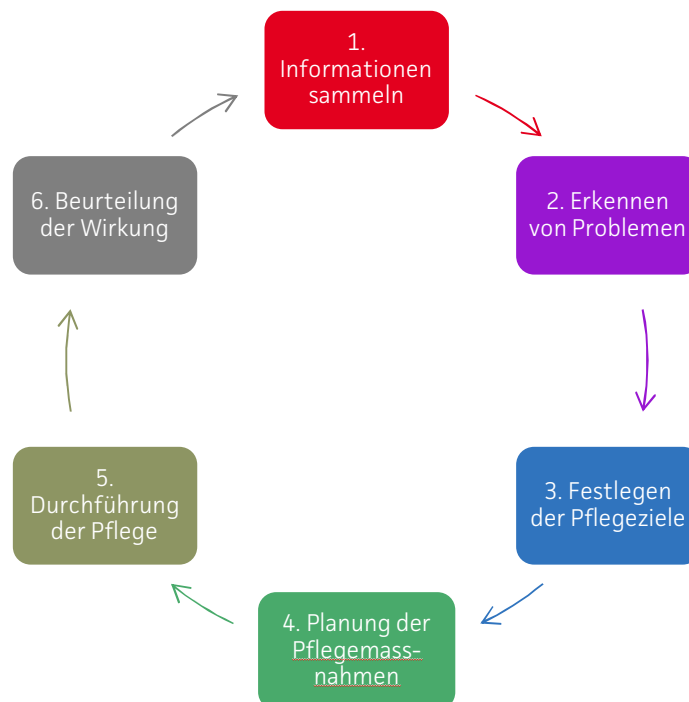 1.
Informationen
sammeln
2. Erkennen
von Problemen
3. Festlegen
der Pflegeziele
4. Planung der
Pflegemass-
nahmen
5.
Durchführung
der Pflege
6. Beurteilung
der Wirkung